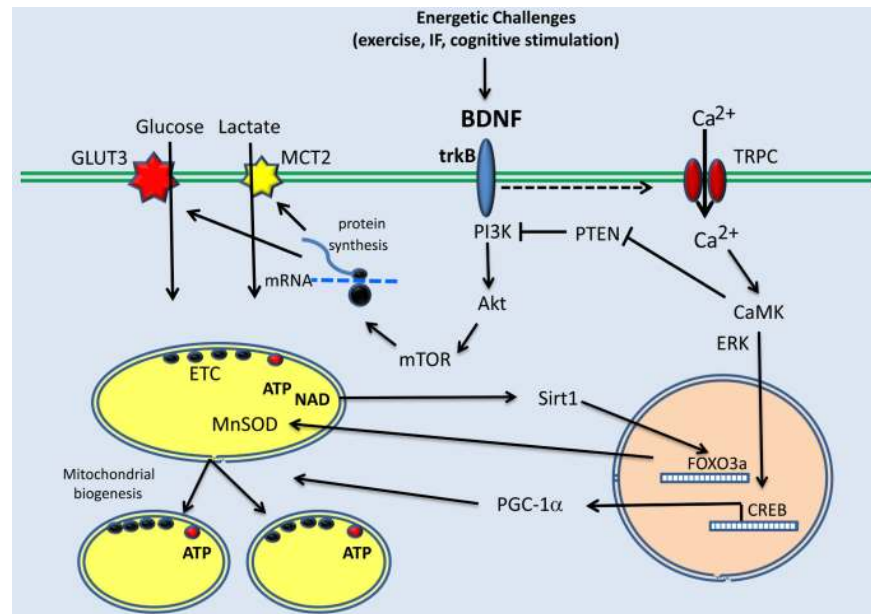 Energetic Challenges
(exercise, IF, cognitive stimulation)
BDNF
Ca2+
Glucose Lactate
GLUT3
MCT2
trkB
TRPC
protein
synthesis
PI3K
PTEN
Ca2+
mRNA
Akt
CaMK
ERK
mTOR
ETC
ATP
NAD
Sirt1
MnSOD
FOXO3a
Mitochondrial
biogenesis
PGC-1α
CREB
ATP
ATP